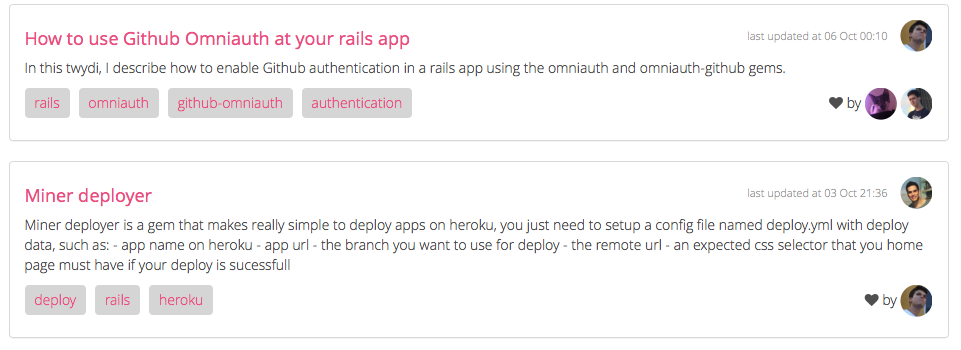 How to use Github Omniauth at your rails app
last updated at 06 Oct 00:10
In this twydi, I describe how to enable Github authentication in a rails app using the omniauth and omniauth-github gems.
rails omniauth github-omniauth authentication
by
Miner deployer
last updated at 03 Oct 21:36
Miner deployer is a gem that makes really simple to deploy apps on heroku, you just need to setup a config file named deploy.yml with deploy
data, such as: - app name on heroku - app url - the branch you want to use for deploy - the remote url - an expected css selector that you home
page must have if your deploy is sucessfull
deploy rails heroku
by